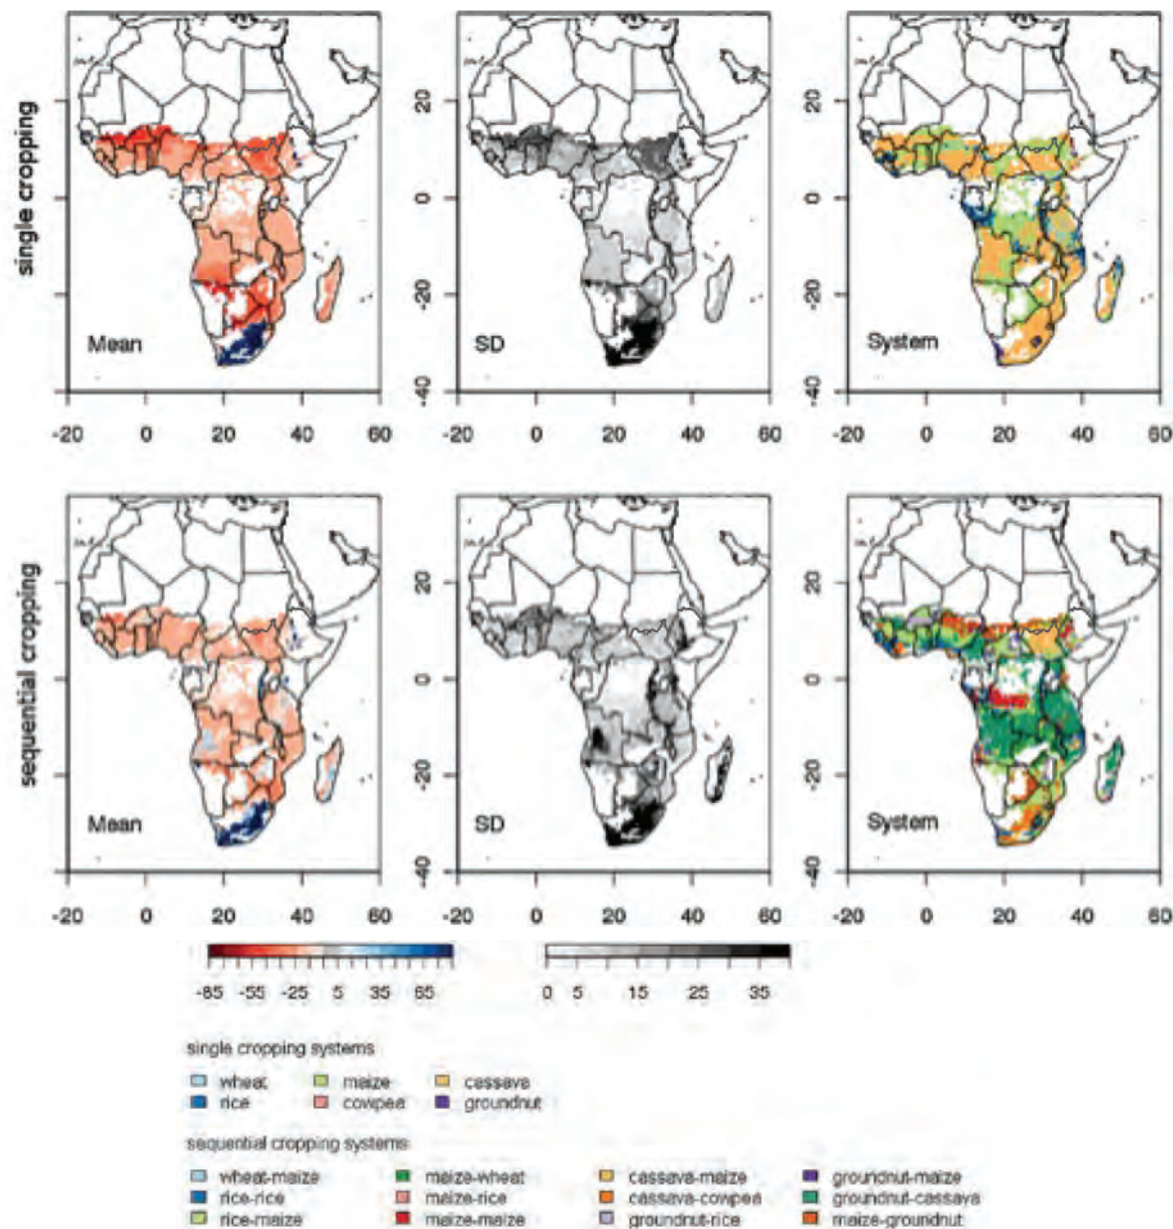 single cropping
20
0
-20
-40
Mean
SD
System
-20 0 20 40 60
-20 0 20 40 60
-20 0 20 40 60
sequential cropping
20
0
-20
-40
Mean
SD
System
-20 0 20 40 60
-20 0 20 40 60
-20 0 20 40 60
-85 -55 -25 5 35 65
0 5 15 25 35
single cropping systems
wheat maize cassava
rice cowpea groundnut
sequential cropping systems
wheat-maize maize-wheat cassava-maize groundnut-maize
rice-rice maize-rice cassava-cowpea groundnut-cassava
rice-maize maize-maize groundnut-rice maize-groundnut